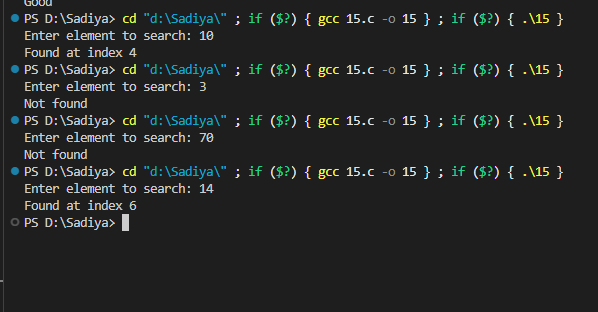 Good
PS D:\Sadiya> cd "d:\Sadiya\" ; if ($?) { gcc 15.c -o 15 } ; if ($?) { .\15 }
Enter element to search: 10
Found at index 4
PS D:\Sadiya> cd "d:\Sadiya\" ; if ($?) { gcc 15.c -o 15 } ; if ($?) { .\15 }
Enter element to search: 3
Not found
PS D:\Sadiya> cd "d:\Sadiya\" ; if ($?) { gcc 15.c -o 15 } ; if ($?) { .\15 }
Enter element to search: 70
Not found
PS D:\Sadiya> cd "d:\Sadiya\" ; if ($?) { gcc 15.c -o 15 } ; if ($?) { .\15 }
Enter element to search: 14
Found at index 6
PS D:\Sadiya>